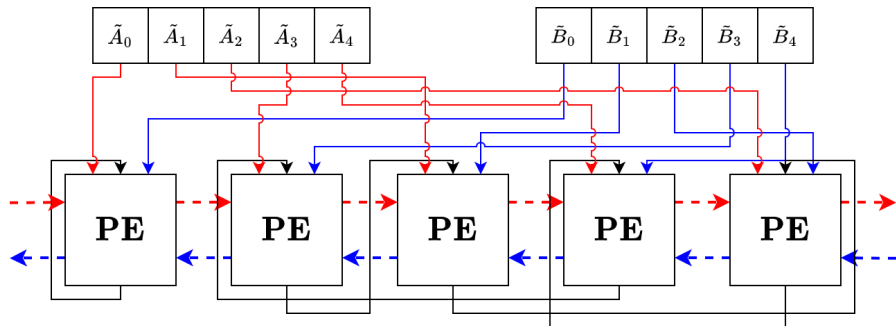 Ã₀ Ã₁ Ã₂ Ã₃ Ã₄ B̃₀ B̃₁ B̃₂ B̃₃ B̃₄
PE PE PE PE PE